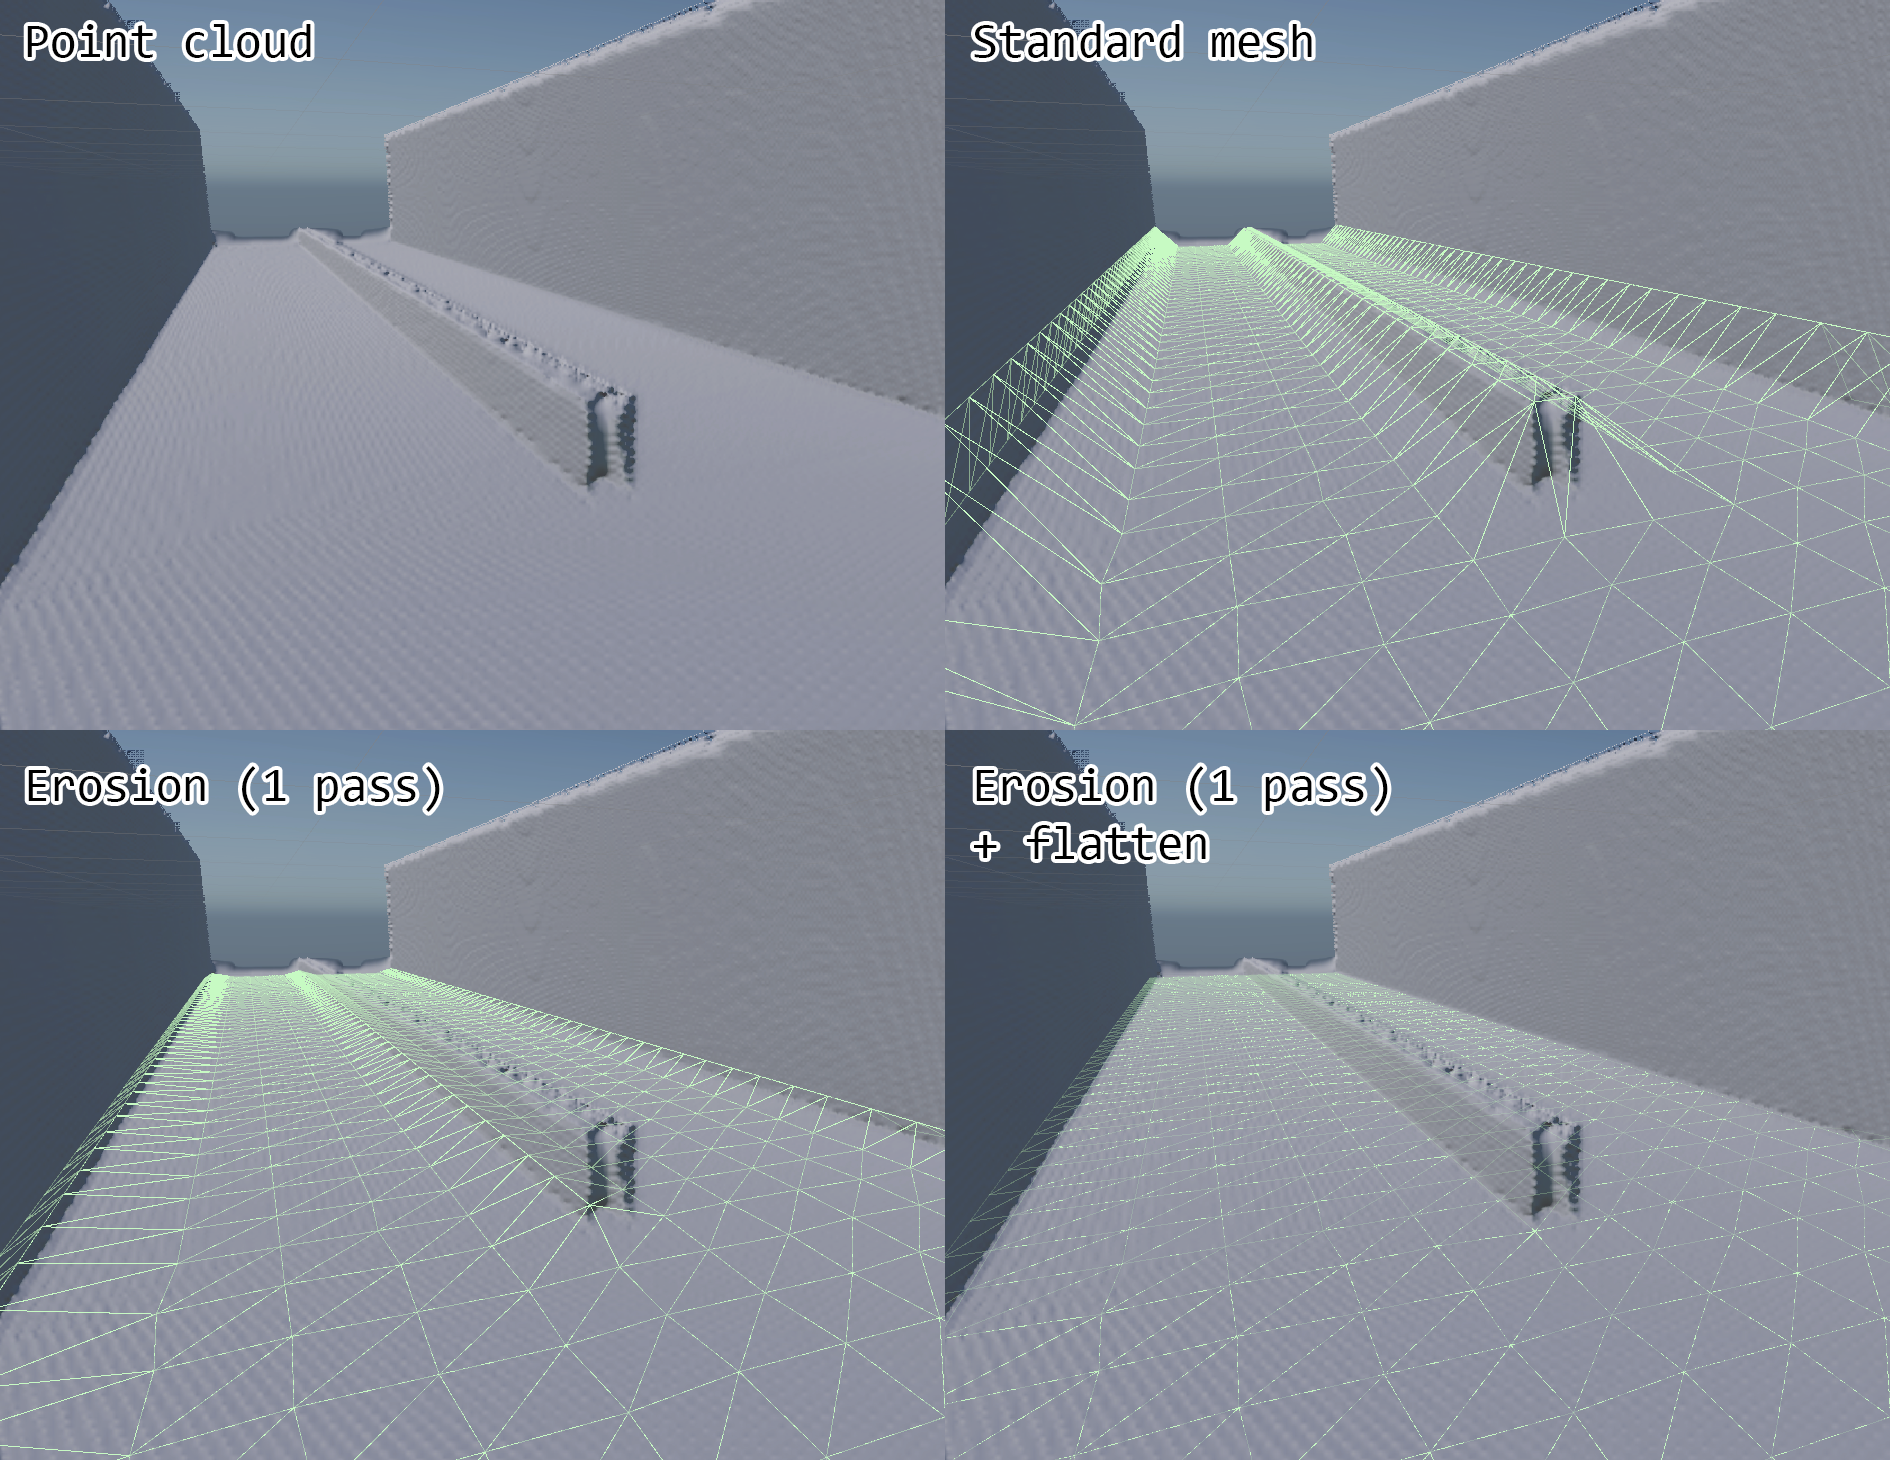 Point cloud
Standard mesh
Erosion (1 pass)
Erosion (1 pass)
+ flatten